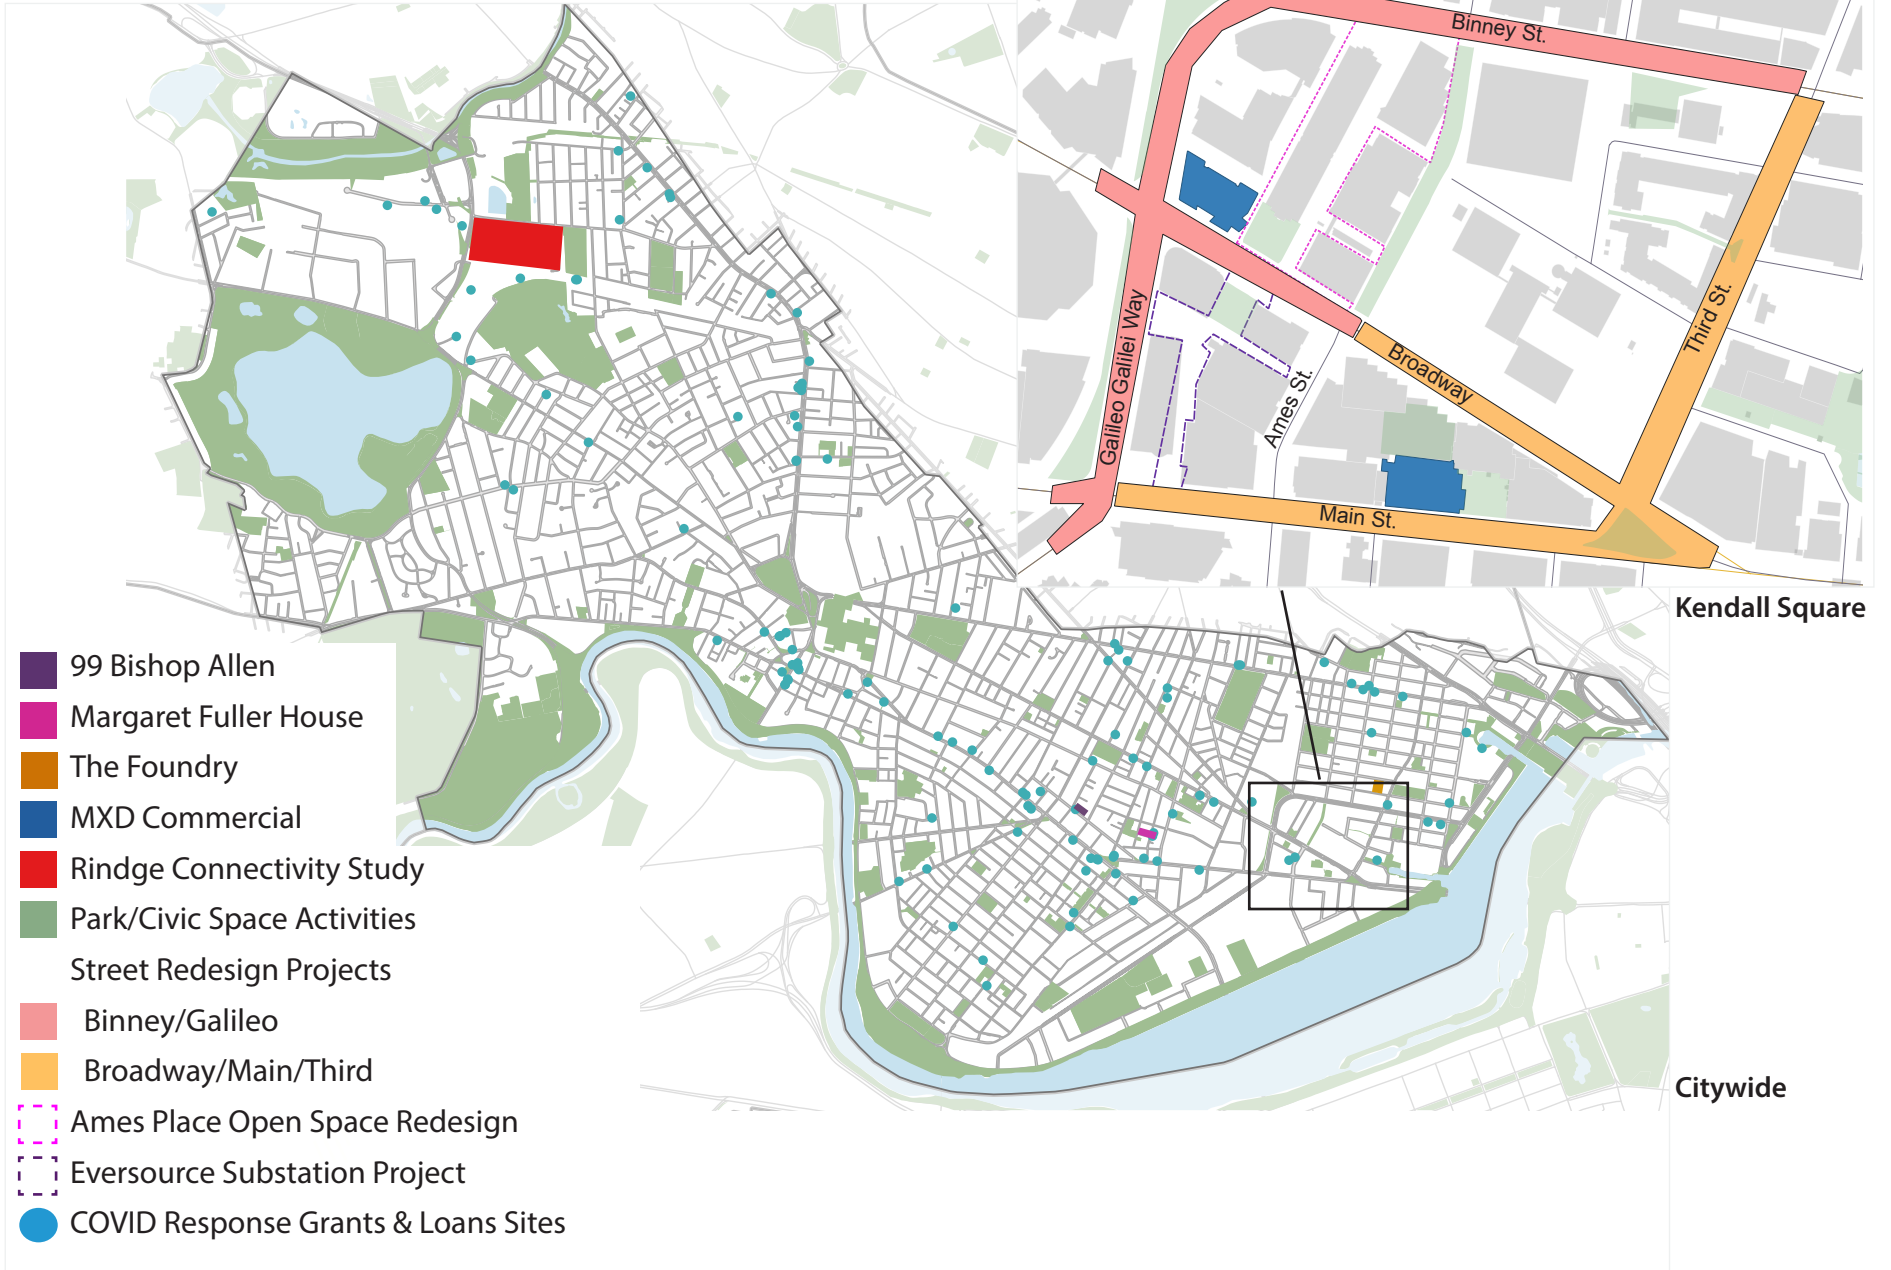 Binney St.
Galileo Galilei Way
Broadway
Third St.
Ames St.
Main St.
Kendall Square
99 Bishop Allen
Margaret Fuller House
The Foundry
MXD Commercial
Rindge Connectivity Study
Park/Civic Space Activities
Street Redesign Projects
Binney/Galileo
Broadway/Main/Third
Ames Place Open Space Redesign
Eversource Substation Project
COVID Response Grants & Loans Sites
Citywide